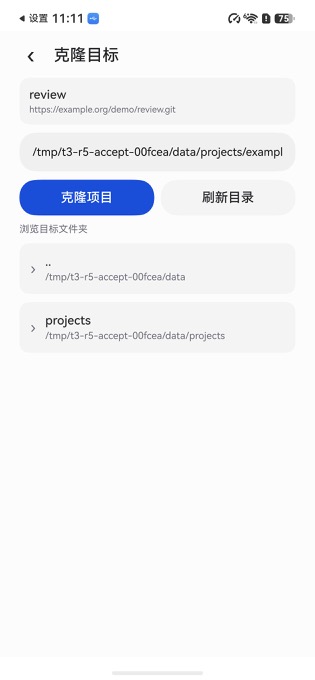 设置 11:11 75
克隆目标
review
https://example.org/demo/review.git
/tmp/t3-r5-accept-00fcea/data/projects/exampl
克隆项目 刷新目录
浏览目标文件夹
..
/tmp/t3-r5-accept-00fcea/data
projects
/tmp/t3-r5-accept-00fcea/data/projects